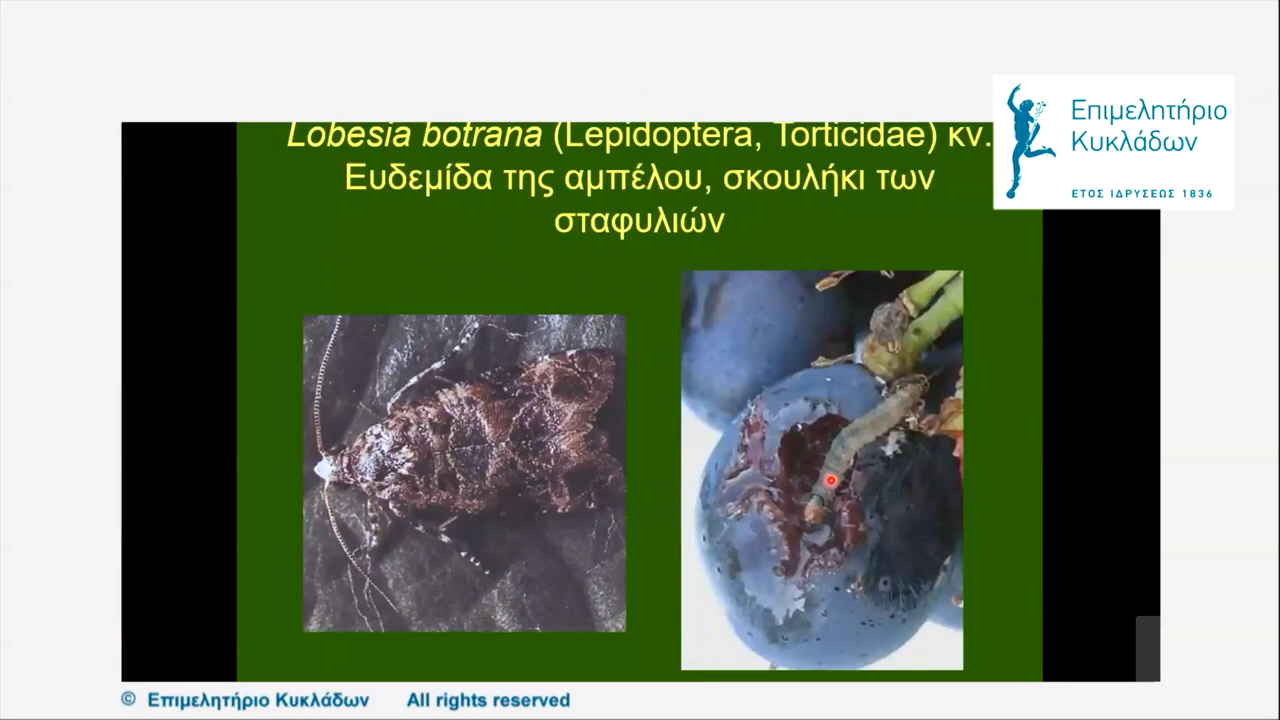 Lobesia botrana (Lepidoptera, Torticidae) κν.
Ευδεμίδα της αμπέλου, σκουλήκι των
σταφυλιών
Επιμελητήριο
Κυκλάδων
ΕΤΟΣ ΙΔΡΥΣΕΩΣ 1836
© Επιμελητήριο Κυκλάδων All rights reserved